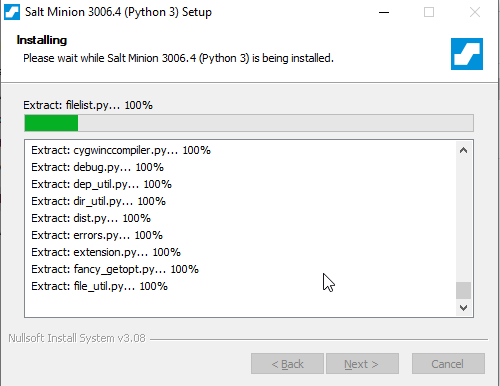 Salt Minion 3006.4 (Python 3) Setup
Installing
Please wait while Salt Minion 3006.4 (Python 3) is being installed.
Extract: filelist.py... 100%
Extract: cygwinccompiler.py... 100%
Extract: debug.py... 100%
Extract: dep_util.py... 100%
Extract: dir_util.py... 100%
Extract: dist.py... 100%
Extract: errors.py... 100%
Extract: extension.py... 100%
Extract: fancy_getopt.py... 100%
Extract: file_util.py... 100%
Nullsoft Install System v3.08
< Back
Next >
Cancel